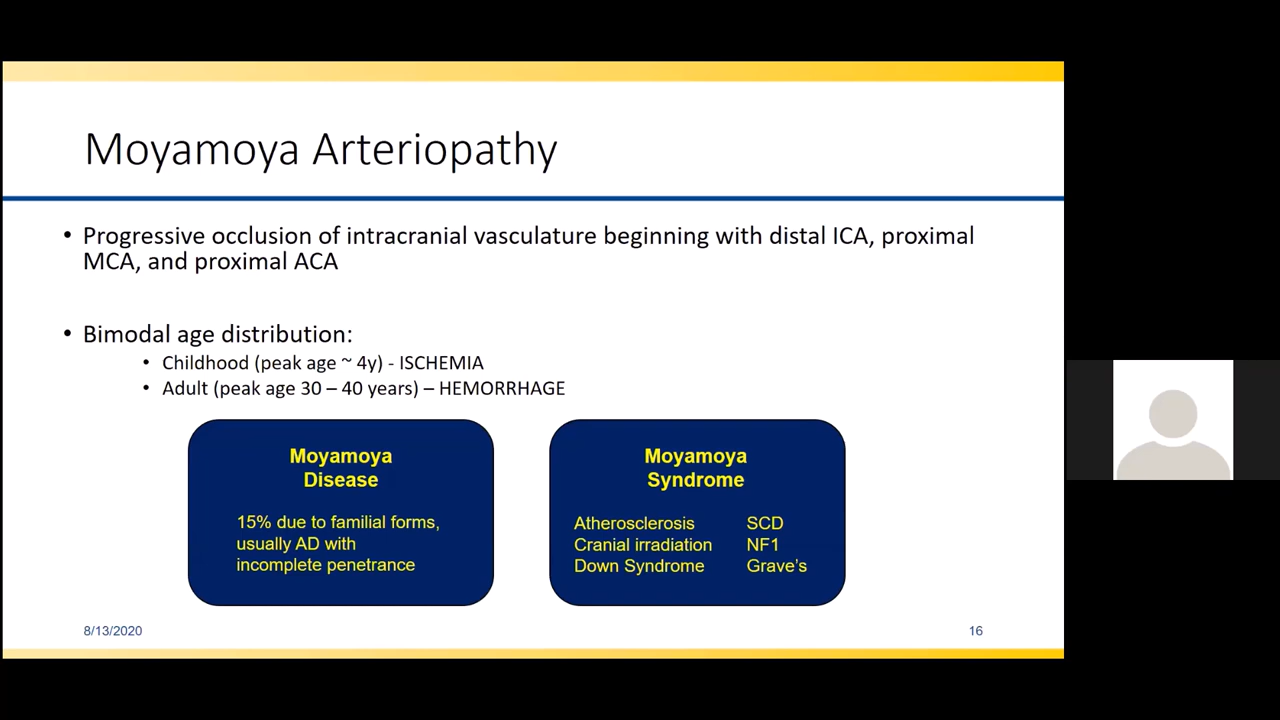 Moyamoya Arteriopathy
• Progressive occlusion of intracranial vasculature beginning with distal ICA, proximal
MCA, and proximal ACA
• Bimodal age distribution:
• Childhood (peak age ~ 4y) - ISCHEMIA
• Adult (peak age 30 – 40 years) – HEMORRHAGE
Moyamoya
Disease
15% due to familial forms,
usually AD with
incomplete penetrance
Moyamoya
Syndrome
Atherosclerosis
Cranial irradiation
Down Syndrome
SCD
NF1
Grave's
8/13/2020
16